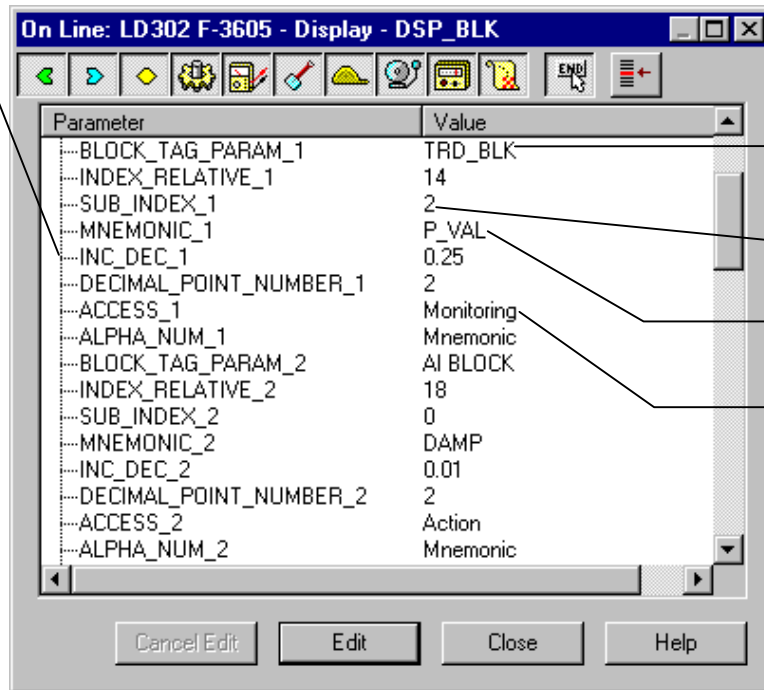 On Line: LD302 F-3605 - Display - DSP_BLK
END
Parameter Value
BLOCK_TAG_PARAM_1 TRD_BLK
INDEX_RELATIVE_1 14
SUB_INDEX_1 2
MNEMONIC_1 P_VAL
INC_DEC_1 0.25
DECIMAL_POINT_NUMBER_1 2
ACCESS_1 Monitoring
ALPHA_NUM_1 Mnemonic
BLOCK_TAG_PARAM_2 AI BLOCK
INDEX_RELATIVE_2 18
SUB_INDEX_2 0
MNEMONIC_2 DAMP
INC_DEC_2 0.01
DECIMAL_POINT_NUMBER_2 2
ACCESS_2 Action
ALPHA_NUM_2 Mnemonic
Cancel Edit Edit Close Help